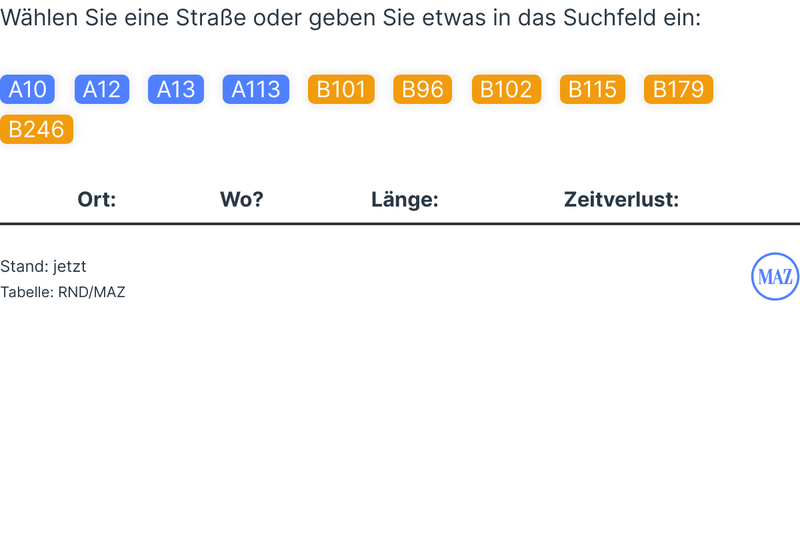 Wählen Sie eine Straße oder geben Sie etwas in das Suchfeld ein:
A10 A12 A13 A113 B101 B96 B102 B115 B179
B246
Ort: Wo? Länge: Zeitverlust:
Stand: jetzt
Tabelle: RND/MAZ
MAZ